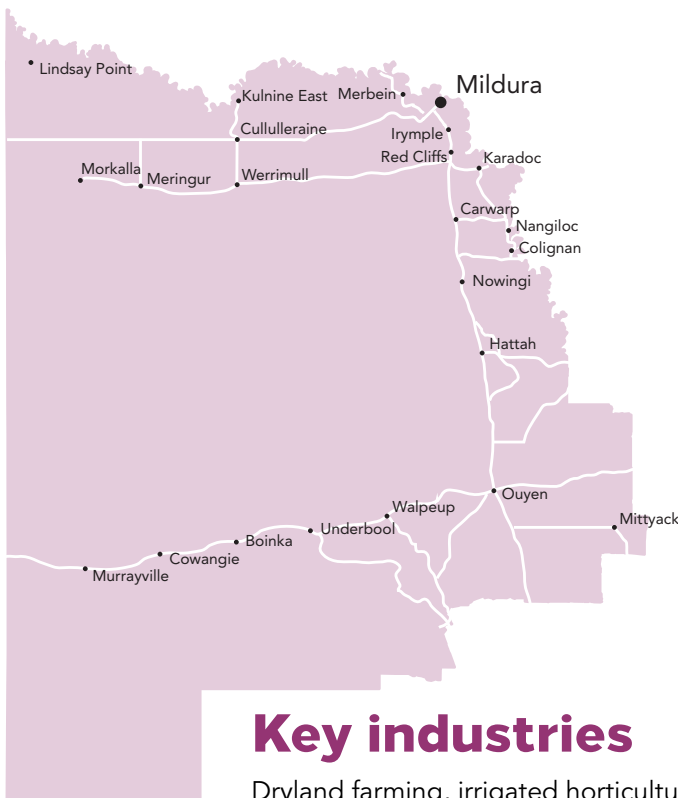 Lindsay Point
Mildura
Kulnine East
Merbein
Cullulleraine
Irymple
Red Cliffs
Karadoc
Morkalla
Meringur
Werrimull
Carwarp
Nangiloc
Colignan
Nowingi
Hattah
Ouyen
Walpeup
Mittyack
Underbool
Boinka
Cowangie
Murrayville
Key industries
Dryland farming, irrigated